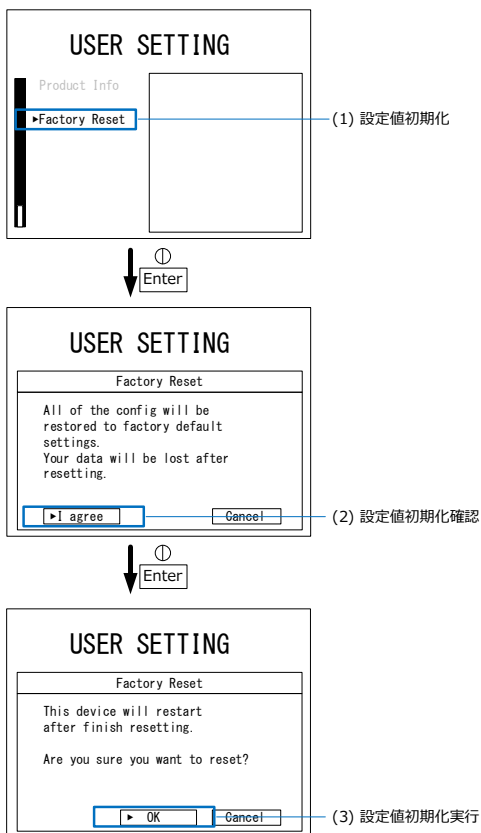 USER SETTING
Product Info
▶Factory Reset
(1) 設定値初期化
Enter
USER SETTING
Factory Reset
All of the config will be
restored to factory default
settings.
Your data will be lost after
resetting.
▶I agree
Cancel
(2) 設定値初期化確認
Enter
USER SETTING
Factory Reset
This device will restart
after finish resetting.
Are you sure you want to reset?
▶ OK
Cancel
(3) 設定値初期化実行